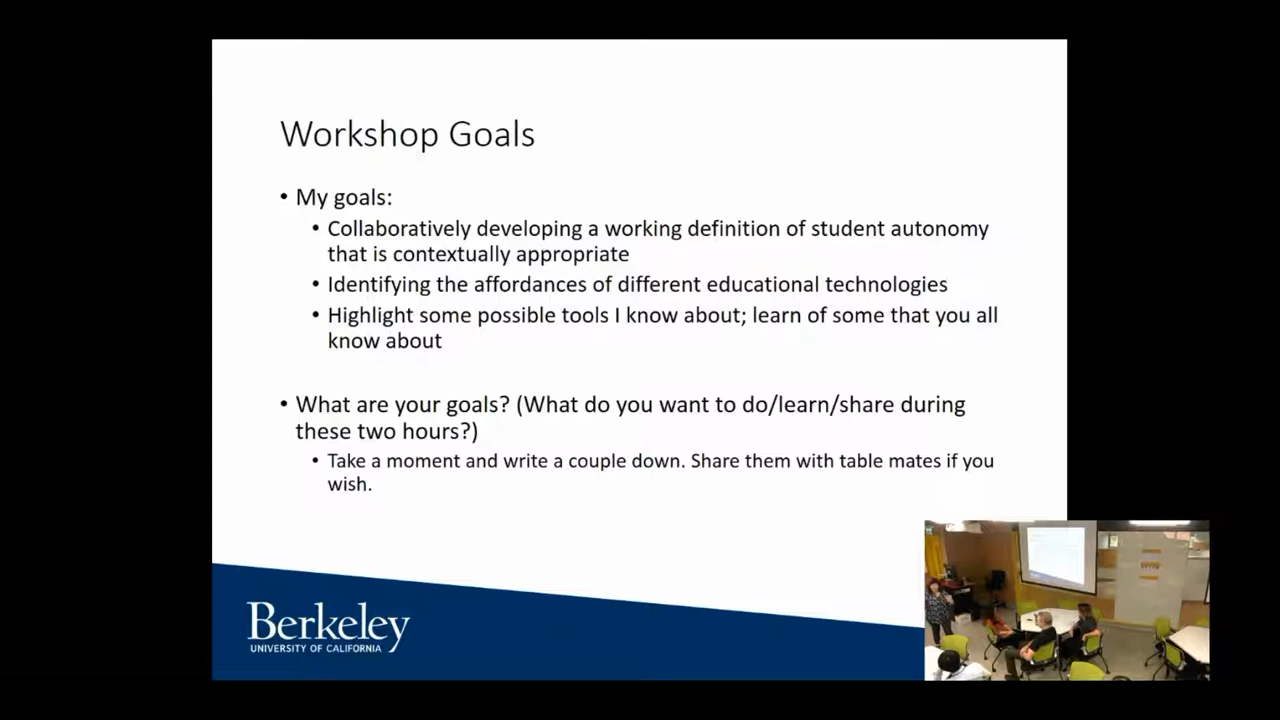 Workshop Goals
• My goals:
• Collaboratively developing a working definition of student autonomy
that is contextually appropriate
• Identifying the affordances of different educational technologies
• Highlight some possible tools I know about; learn of some that you all
know about
• What are your goals? (What do you want to do/learn/share during
these two hours?)
• Take a moment and write a couple down. Share them with table mates if you
wish.
Berkeley
UNIVERSITY OF CALIFORNIA